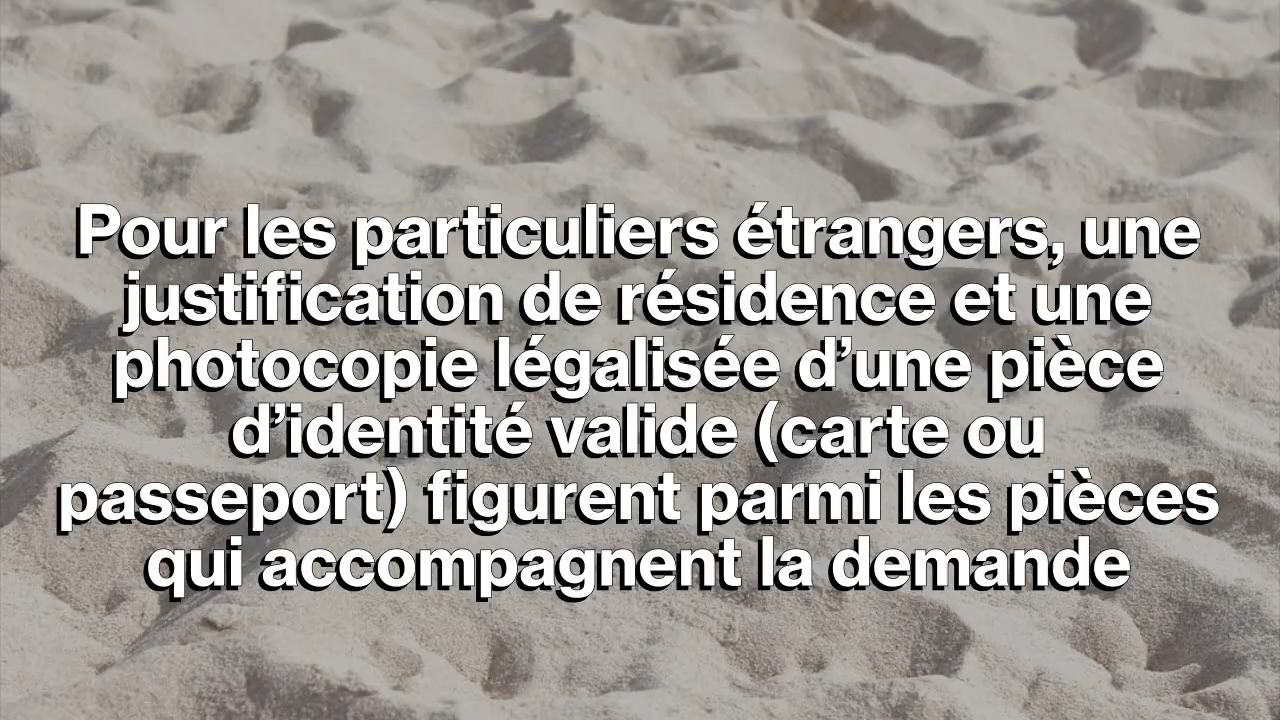 Pour les particuliers étrangers, une
justification de résidence et une
photocopie légalisée d’une pièce
d’identité valide (carte ou
passeport) figurent parmi les pièces
qui accompagnent la demande